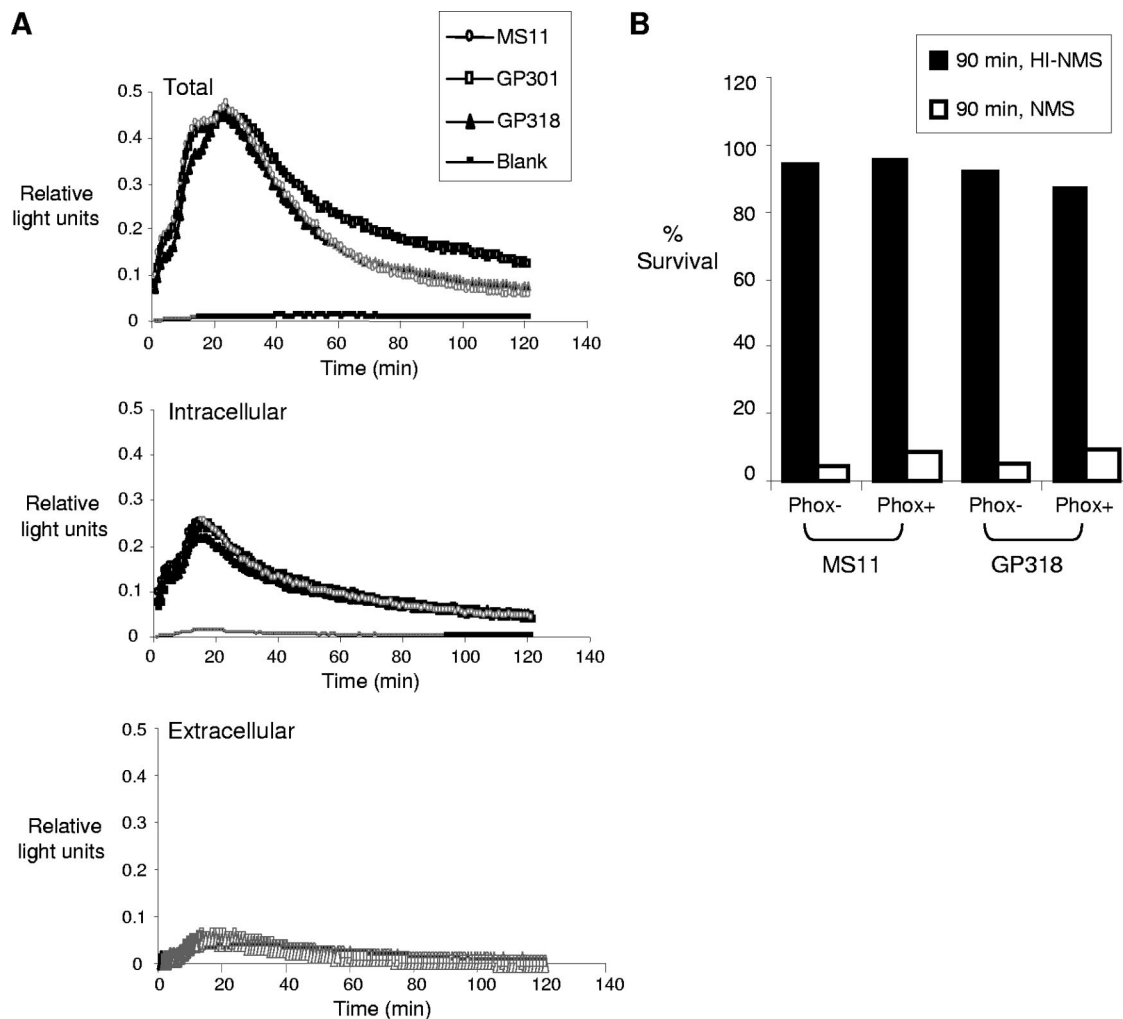 A
MS11
GP301
GP318
Blank
Total
0.5
0.4
0.3
0.2
0.1
0
Relative
light units
0 20 40 60 80 100 120 140
Time (min)
Intracellular
0.5
0.4
0.3
0.2
0.1
0
Relative
light units
0 20 40 60 80 100 120 140
Time (min)
Extracellular
0.5
0.4
0.3
0.2
0.1
0
Relative
light units
0 20 40 60 80 100 120 140
Time (min)
B
90 min, HI-NMS
90 min, NMS
120
100
80
60
40
20
0
%
Survival
Phox- Phox+ Phox- Phox+
MS11 GP318